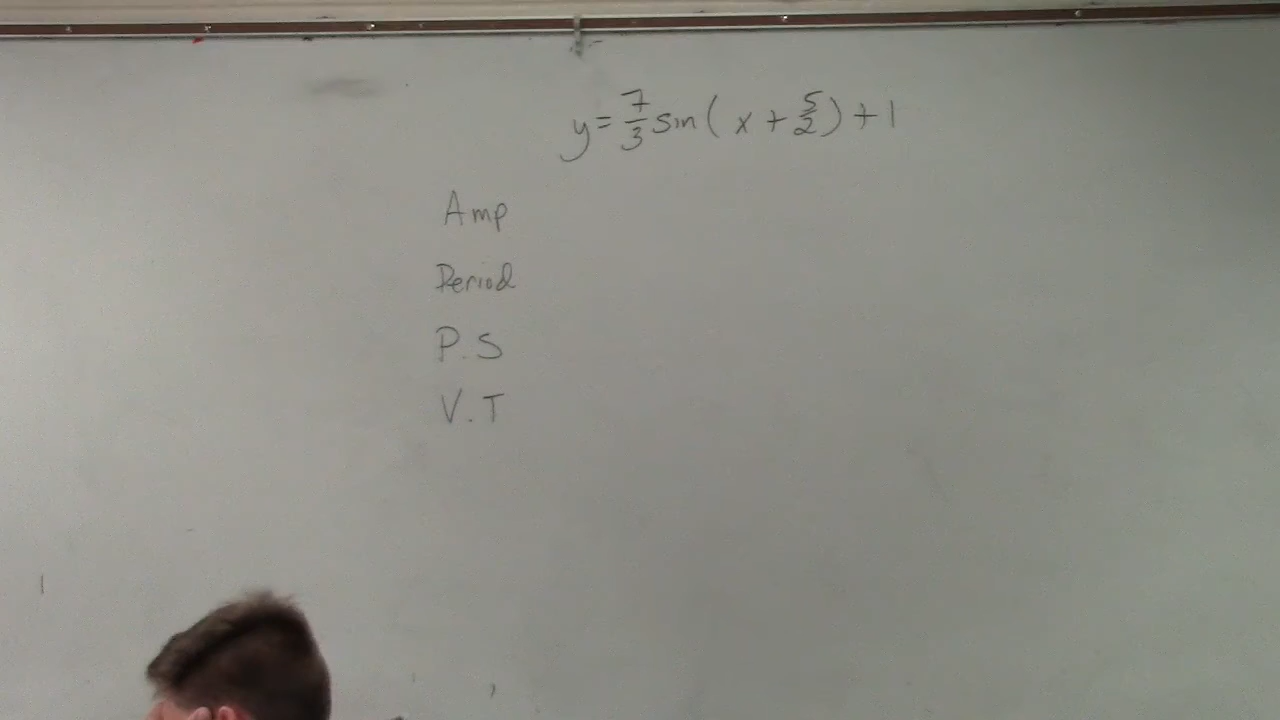 y = 7/3 sin( x + 5/2 ) + 1
Amp
Period
P.S
V.T